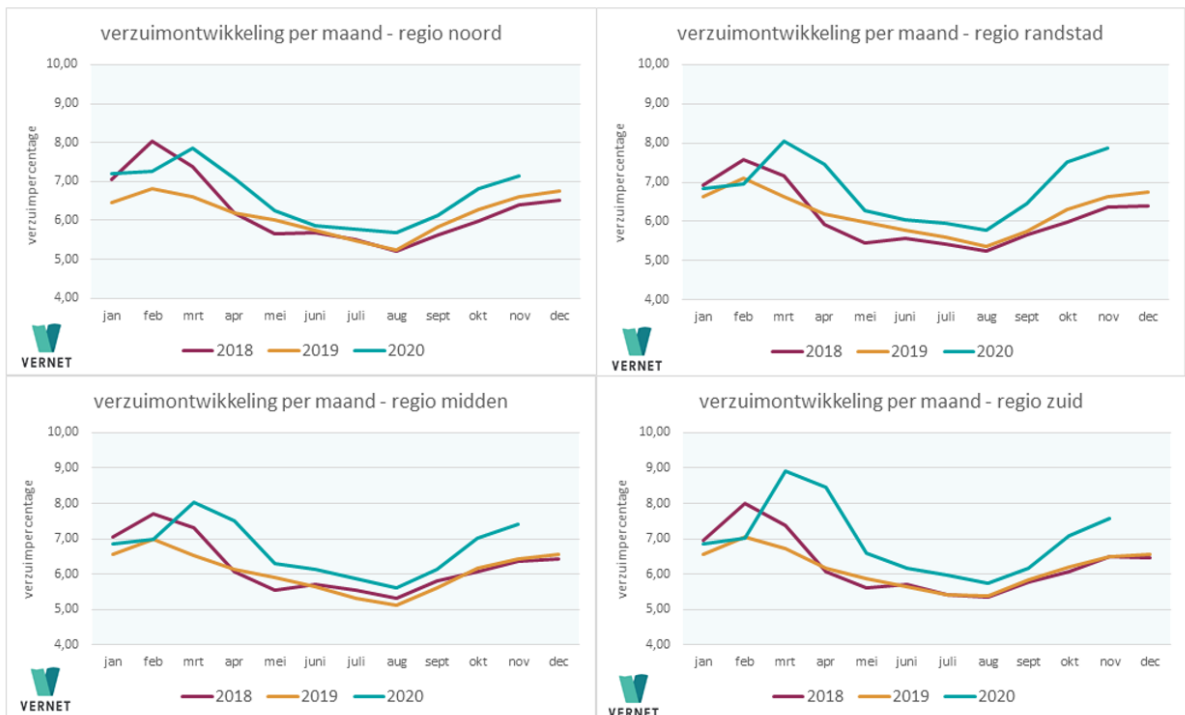 verzuimontwikkeling per maand - regio noord
10,00
9,00
8,00
7,00
6,00
5,00
4,00
verzuimpercentage
jan feb mrt apr mei juni juli aug sept okt nov dec
2018 2019 2020
VERNET
verzuimontwikkeling per maand - regio randstad
10,00
9,00
8,00
7,00
6,00
5,00
4,00
verzuimpercentage
jan feb mrt apr mei juni juli aug sept okt nov dec
2018 2019 2020
VERNET
verzuimontwikkeling per maand - regio midden
10,00
9,00
8,00
7,00
6,00
5,00
4,00
verzuimpercentage
jan feb mrt apr mei juni juli aug sept okt nov dec
2018 2019 2020
VERNET
verzuimontwikkeling per maand - regio zuid
10,00
9,00
8,00
7,00
6,00
5,00
4,00
verzuimpercentage
jan feb mrt apr mei juni juli aug sept okt nov dec
2018 2019 2020
VERNET